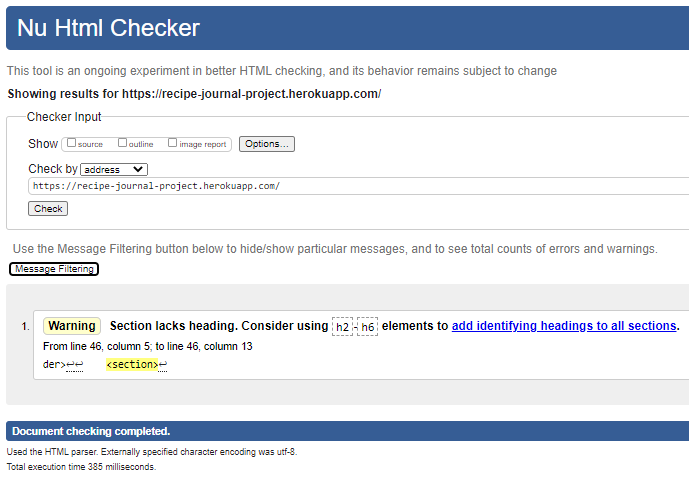 Nu Html Checker
This tool is an ongoing experiment in better HTML checking, and its behavior remains subject to change
Showing results for https://recipe-journal-project.herokuapp.com/
Checker Input
Show source outline image report Options...
Check by address
https://recipe-journal-project.herokuapp.com/
Check
Use the Message Filtering button below to hide/show particular messages, and to see total counts of errors and warnings.
Message Filtering
1. Warning Section lacks heading. Consider using h2-h6 elements to add identifying headings to all sections.
From line 46, column 5; to line 46, column 13
der>↩↩ <section>↩
Document checking completed.
Used the HTML parser. Externally specified character encoding was utf-8.
Total execution time 385 milliseconds.